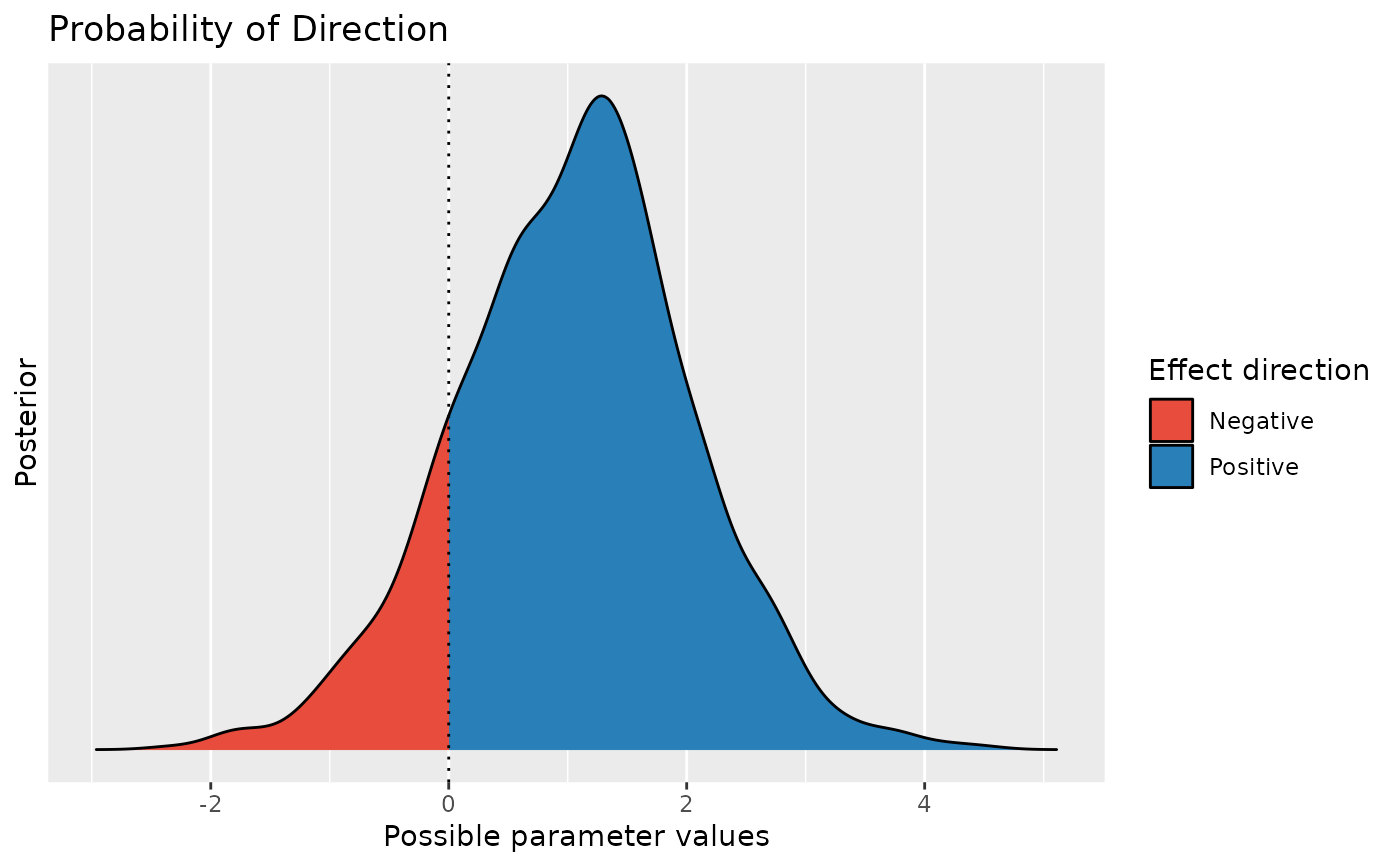 Probability of Direction
Posterior
-2
0
2
4
Possible parameter values
Effect direction
Negative
Positive